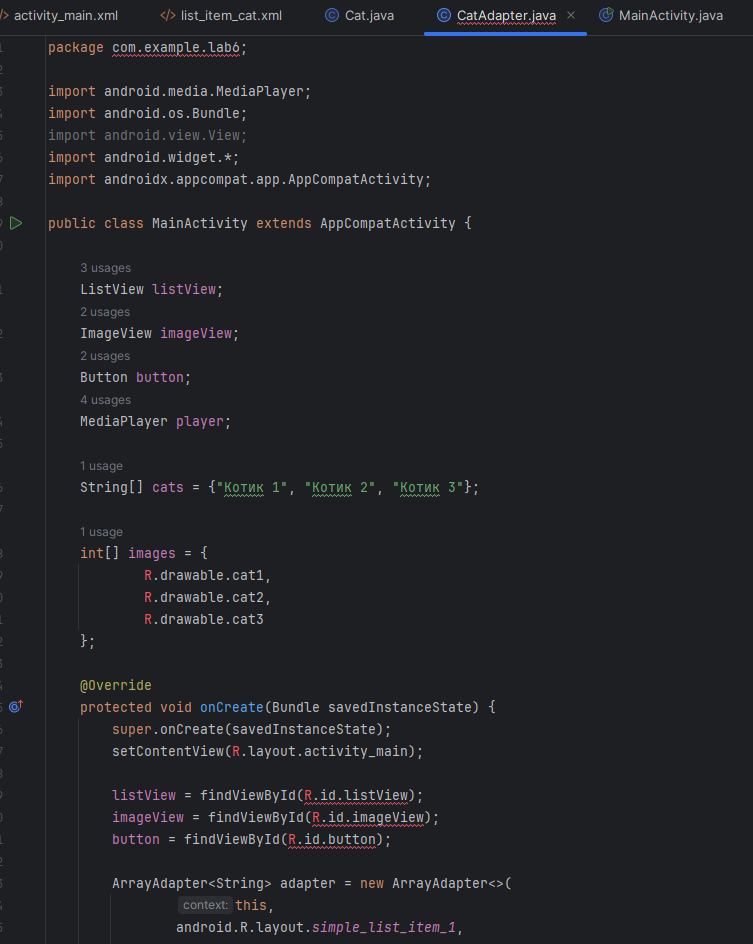 activity_main.xml </> list_item_cat.xml Cat.java CatAdapter.java MainActivity.java
package com.example.lab6;
import android.media.MediaPlayer;
import android.os.Bundle;
import android.view.View;
import android.widget.*;
import androidx.appcompat.app.AppCompatActivity;
public class MainActivity extends AppCompatActivity {
3 usages
ListView listView;
2 usages
ImageView imageView;
2 usages
Button button;
4 usages
MediaPlayer player;
1 usage
String[] cats = {"Котик 1", "Котик 2", "Котик 3"};
1 usage
int[] images = {
R.drawable.cat1,
R.drawable.cat2,
R.drawable.cat3
};
@Override
protected void onCreate(Bundle savedInstanceState) {
super.onCreate(savedInstanceState);
setContentView(R.layout.activity_main);
listView = findViewById(R.id.listView);
imageView = findViewById(R.id.imageView);
button = findViewById(R.id.button);
ArrayAdapter<String> adapter = new ArrayAdapter<>(
context: this,
android.R.layout.simple_list_item_1,